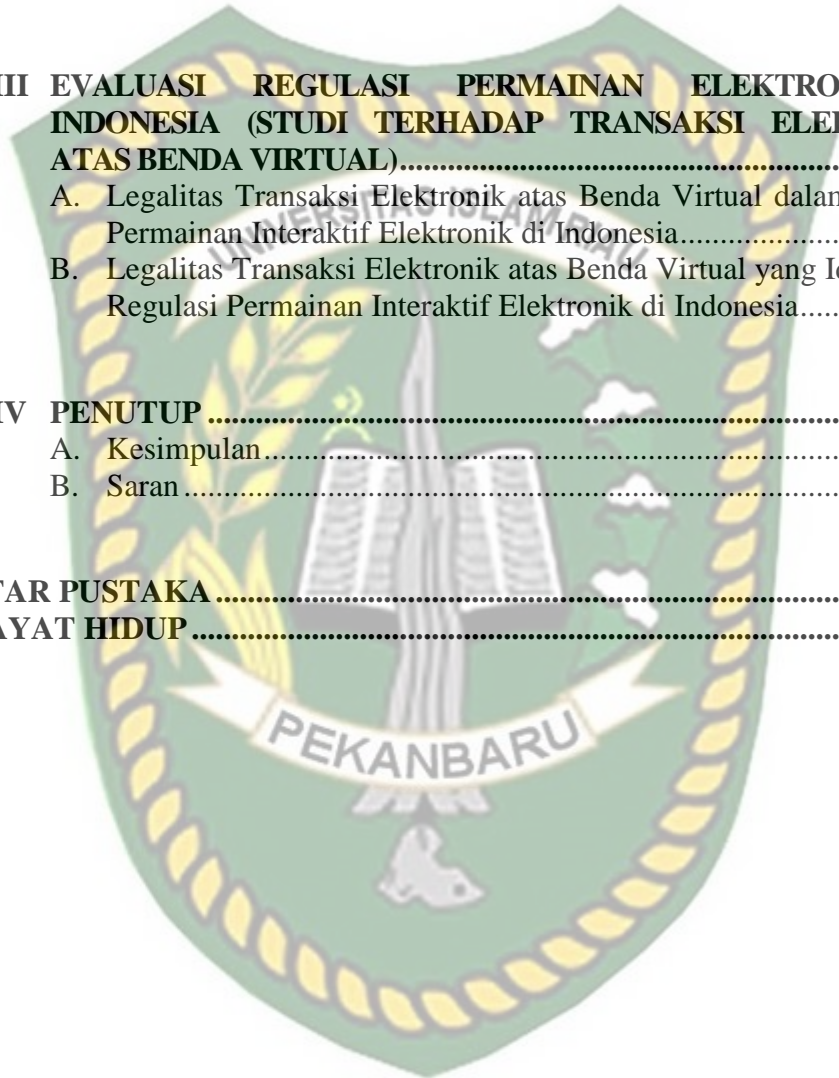 III EVALUASI REGULASI PERMAINAN ELEKTRO
INDONESIA (STUDI TERHADAP TRANSAKSI ELE
ATAS BENDA VIRTUAL)....................................................
A. Legalitas Transaksi Elektronik atas Benda Virtual dalam
Permainan Interaktif Elektronik di Indonesia....................
B. Legalitas Transaksi Elektronik atas Benda Virtual yang
Regulasi Permainan Interaktif Elektronik di Indonesia......
IV PENUTUP....................................................
A. Kesimpulan....................................................
B. Saran....................................................
TAR PUSTAKA....................................................
AYAT HIDUP....................................................
UNIVERSITAS ISLAM RIAU
PEKANBARU